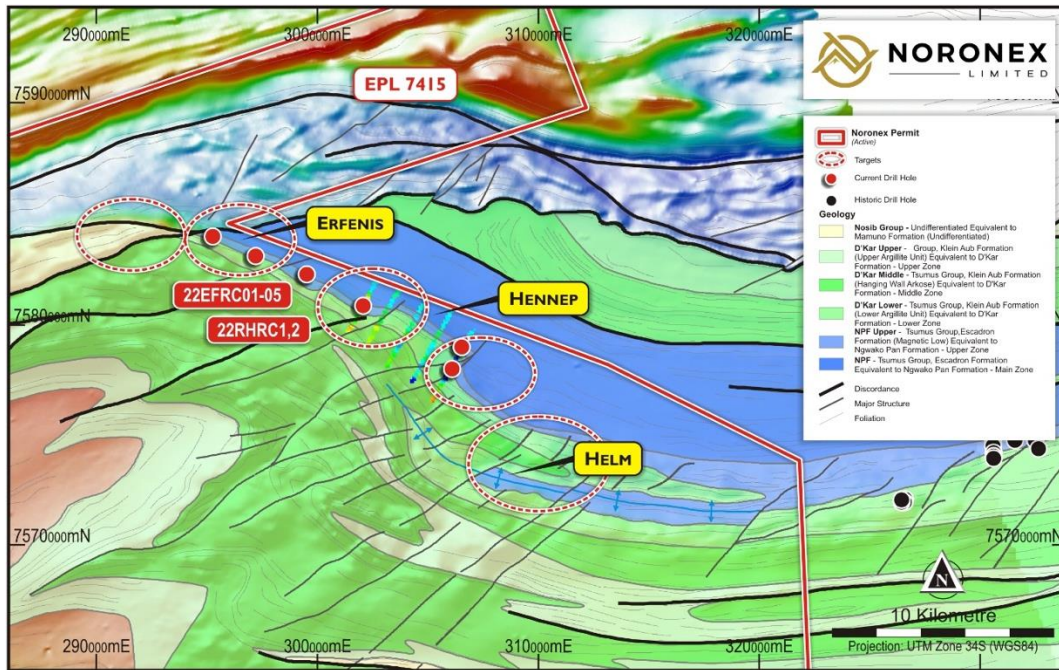 290000mE
300000mE
310000mE
320000mE
NORONEX
LIMITED
7590000mN
EPL 7415
Noronex Permit
(Active)
Targets
Current Drill Hole
Historic Drill Hole
Geology
Nosib Group - Undifferentiated Equivalent to
Mamuno Formation (Undifferentiated)
D'Kar Upper - Group, Klein Aub Formation
(Upper Argillite Unit) Equivalent to D'Kar
Formation - Upper Zone
D'Kar Middle - Tsumus Group, Klein Aub Formation
(Hanging Wall Arkose) Equivalent to D'Kar
Formation - Middle Zone
D'Kar Lower - Tsumus Group, Klein Aub Formation
(Lower Argillite Unit) Equivalent to D'Kar
Formation - Lower Zone
NPF Upper - Tsumus Group,Escadron
Formation (Magnetic Low) Equivalent to
Ngwako Pan Formation - Upper Zone
NPF - Tsumus Group, Escadron Formation
Equivalent to Ngwako Pan Formation - Main Zone
Discordance
Major Structure
Foliation
ERFENIS
22EFRC01-05
HENNEP
7580000mN
22RHRC1,2
HELM
7570000mN
7570000mN
N
10 Kilometre
Projection: UTM Zone 34S (WGS84)
290000mE
300000mE
310000mE
320000mE